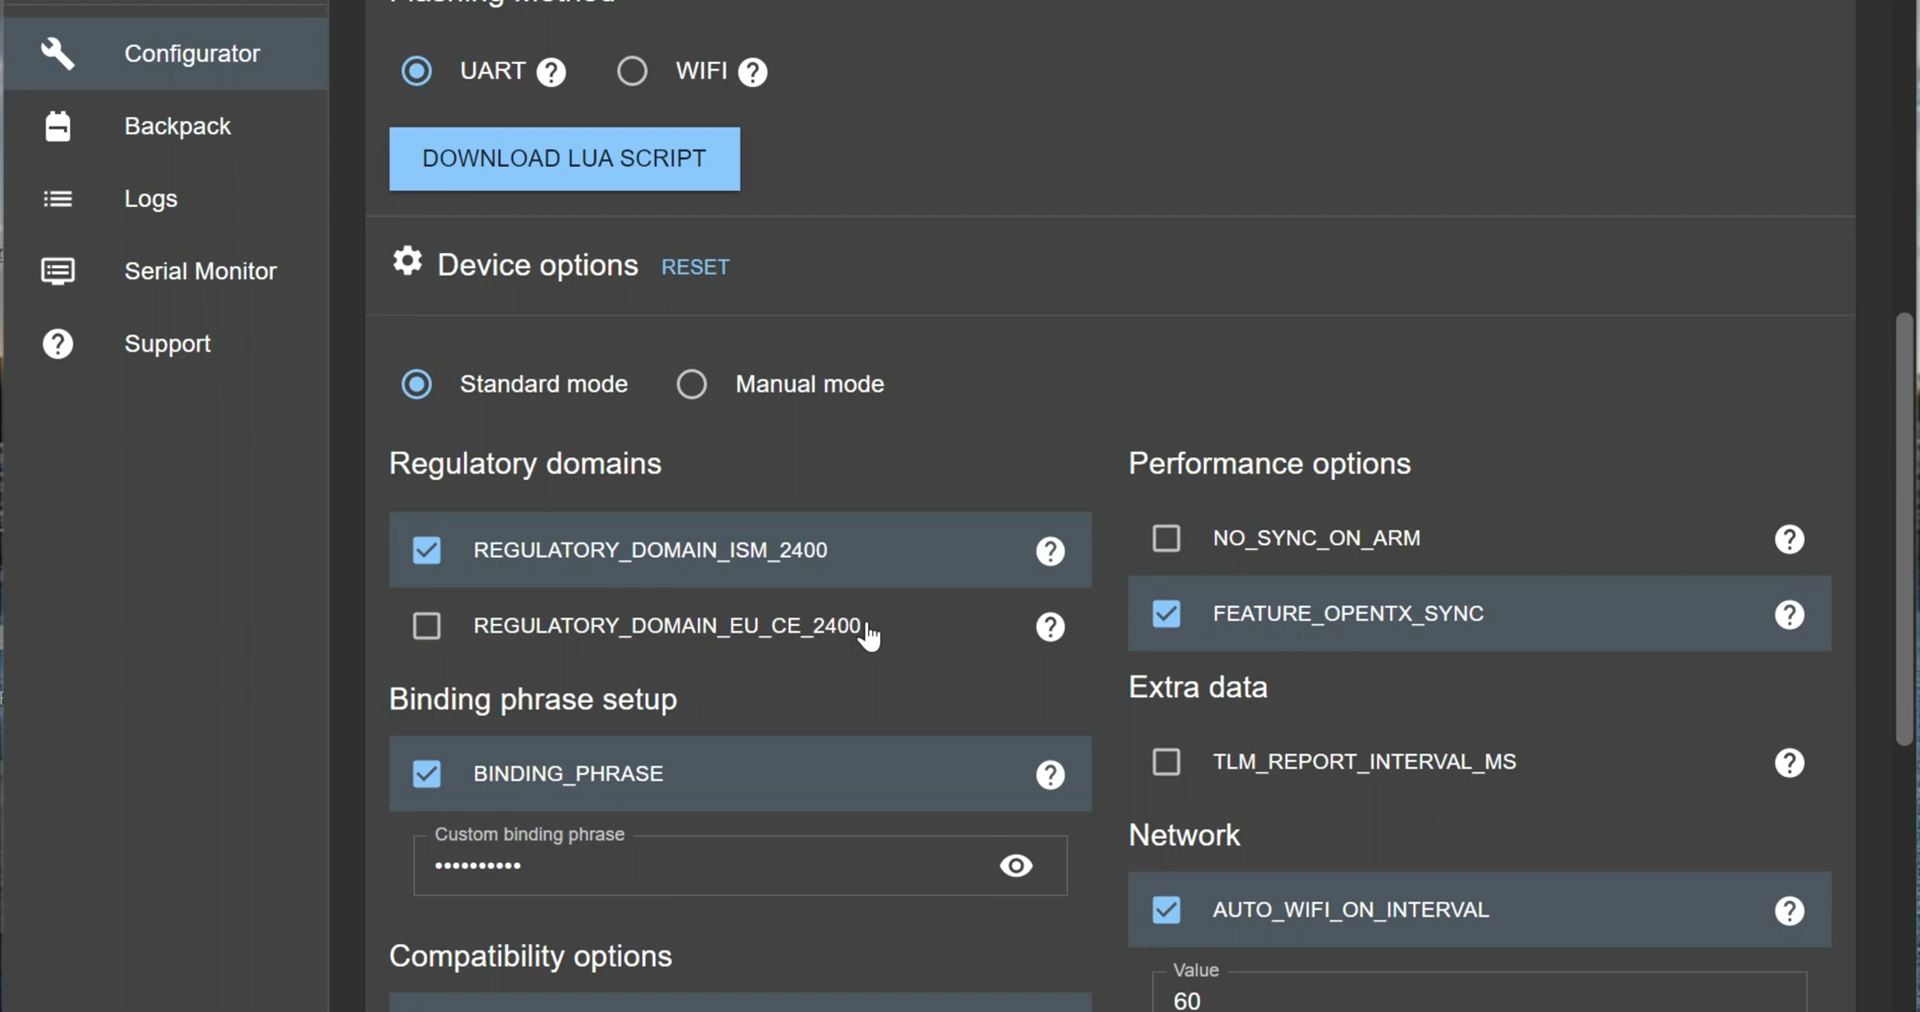 Configurator
Backpack
Logs
Serial Monitor
Support
Flashing Method
UART
WIFI
DOWNLOAD LUA SCRIPT
Device options RESET
Standard mode
Manual mode
Regulatory domains
REGULATORY_DOMAIN_ISM_2400
REGULATORY_DOMAIN_EU_CE_2400
Binding phrase setup
BINDING_PHRASE
Custom binding phrase
••••••••••
Compatibility options
Performance options
NO_SYNC_ON_ARM
FEATURE_OPENTX_SYNC
Extra data
TLM_REPORT_INTERVAL_MS
Network
AUTO_WIFI_ON_INTERVAL
Value
60